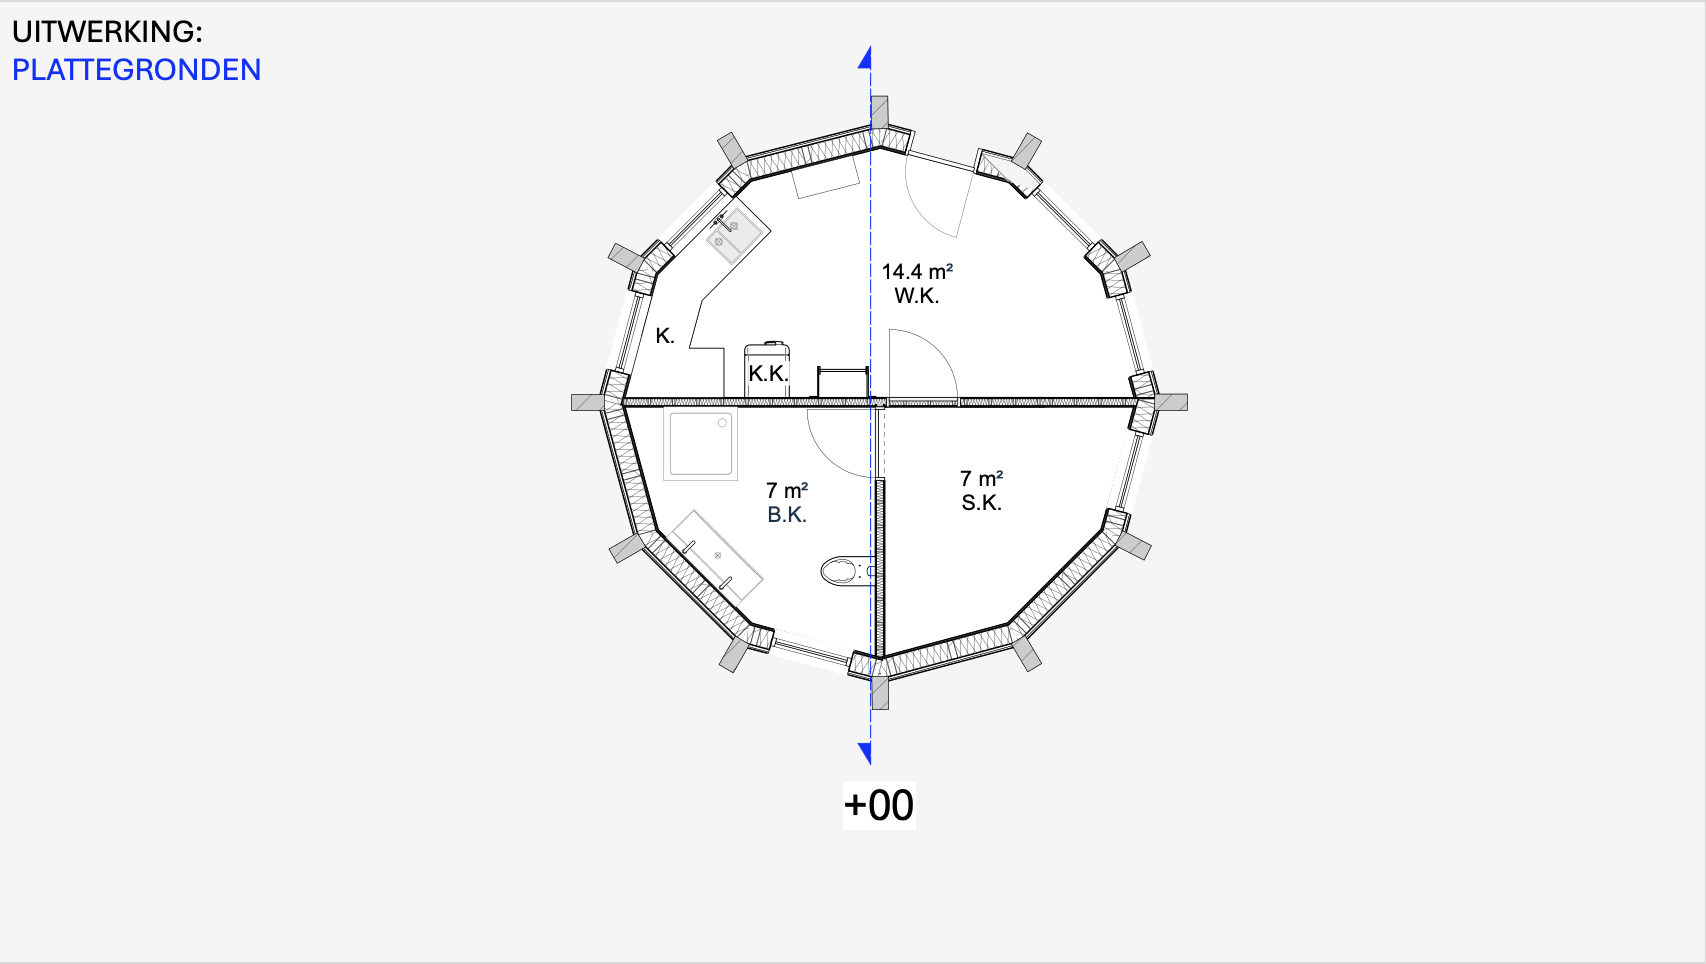 UITWERKING:
PLATTEGRONDEN
14.4 m²
W.K.
K.
K.K.
7 m²
B.K.
7 m²
S.K.
+00